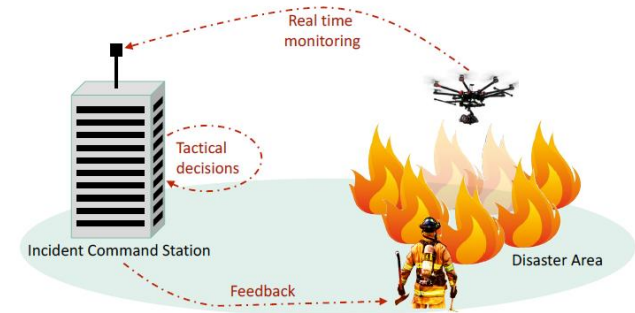 Real time
monitoring
Tactical
decisions
Incident Command Station
Disaster Area
Feedback